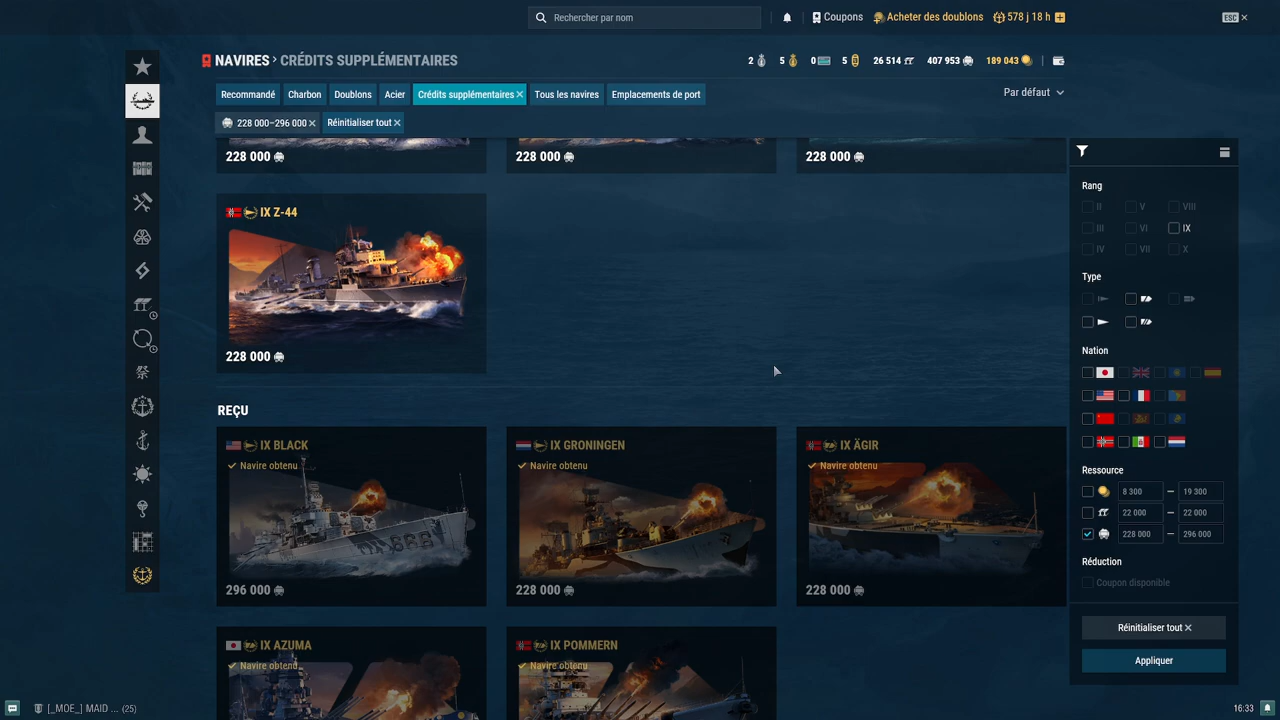 Rechercher par nom
Coupons
Acheter des doublons
578 j 18 h
ESC ×
NAVIRES › CRÉDITS SUPPLÉMENTAIRES
2
5
0
5
26 514
407 953
189 043
Recommandé
Charbon
Doublons
Acier
Crédits supplémentaires ×
Tous les navires
Emplacements de port
Par défaut
228 000–296 000 ×
Réinitialiser tout ×
228 000
228 000
228 000
IX Z-44
228 000
REÇU
IX BLACK
Navire obtenu
296 000
IX GRONINGEN
Navire obtenu
228 000
IX ÄGIR
Navire obtenu
228 000
IX AZUMA
Navire obtenu
IX POMMERN
Navire obtenu
Rang
II V VIII
III VI IX
IV VII X
Type
Nation
Ressource
8 300 — 19 300
22 000 — 22 000
228 000 — 296 000
Réduction
Coupon disponible
Réinitialiser tout ×
Appliquer
[_MOE_] MAID ... (25)
16:33